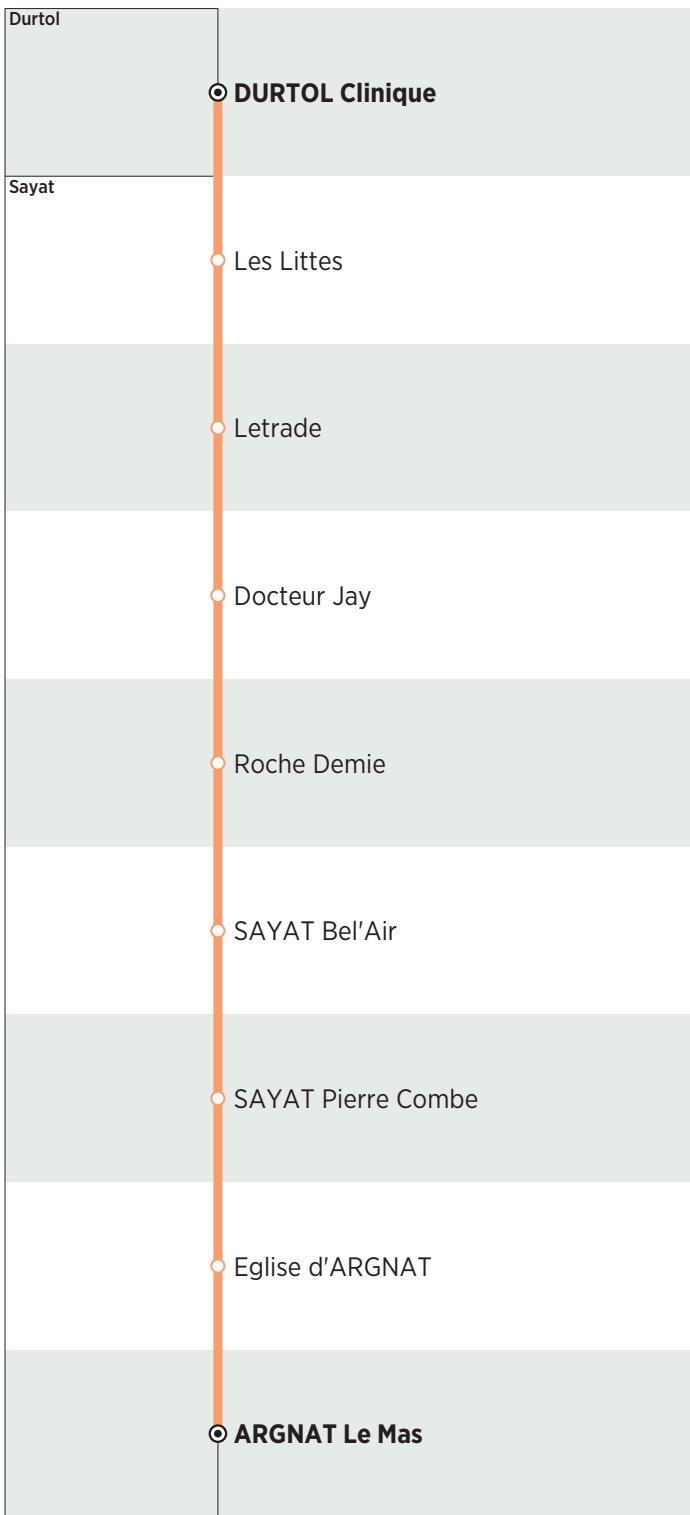 Durtol
DURTOL Clinique
Sayat
Les Littes
Letrade
Docteur Jay
Roche Demie
SAYAT Bel'Air
SAYAT Pierre Combe
Eglise d'ARGNAT
ARGNAT Le Mas